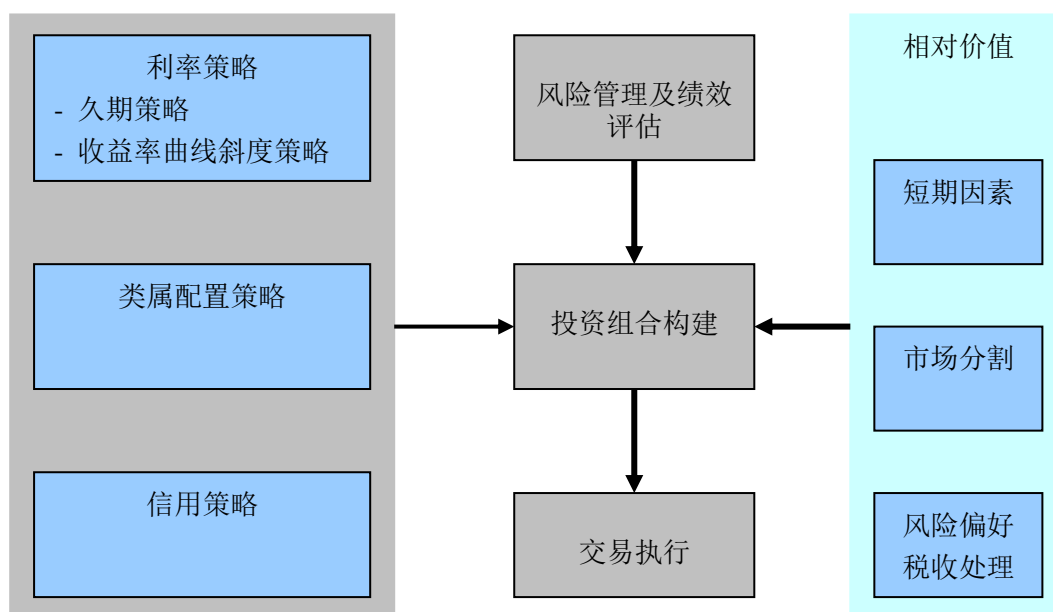 利率策略
- 久期策略
- 收益率曲线斜度策略
类属配置策略
信用策略
风险管理及绩效
评估
投资组合构建
交易执行
相对价值
短期因素
市场分割
风险偏好
税收处理